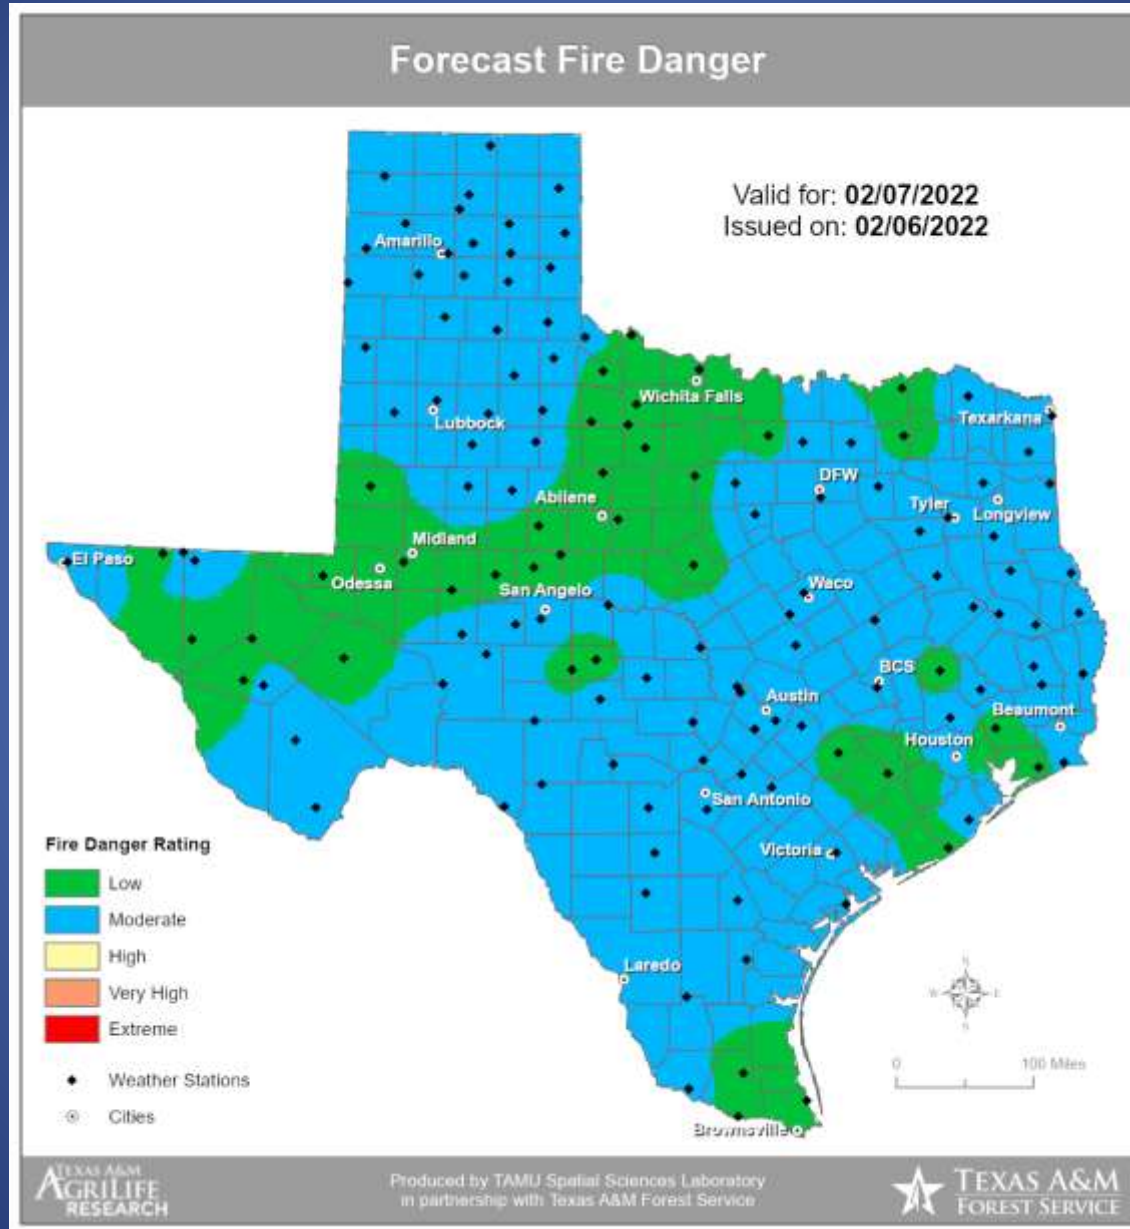 Forecast Fire Danger
Valid for: 02/07/2022
Issued on: 02/06/2022
Amarillo
Wichita Falls
Lubbock
Texarkana
DFW
Abilene
Tyler
Longview
Midland
El Paso
Odessa
San Angelo
Waco
BCS
Austin
Beaumont
Houston
San Antonio
Victoria
Laredo
Brownsville
Fire Danger Rating
Low
Moderate
High
Very High
Extreme
Weather Stations
Cities
N
W E
S
0 100 Miles
TEXAS A&M
AGRILIFE
RESEARCH
Produced by TAMU Spatial Sciences Laboratory
in partnership with Texas A&M Forest Service
TEXAS A&M
FOREST SERVICE